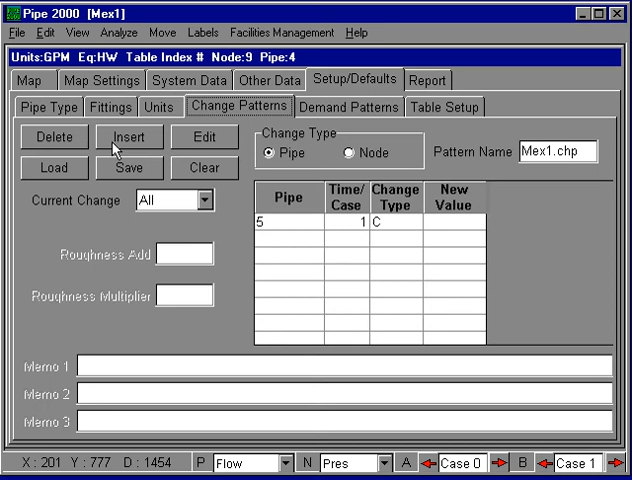 Pipe 2000 [Mex1]
File Edit View Analyze Move Labels Facilities Management Help
Units:GPM Eq:HW Table Index # Node:9 Pipe:4
Map Map Settings System Data Other Data Setup/Defaults Report
Pipe Type Fittings Units Change Patterns Demand Patterns Table Setup
Delete Insert Edit
Load Save Clear
Change Type
Pipe Node
Pattern Name Mex1.chp
Current Change All
Roughness Add
Roughness Multiplier
Pipe Time/Case Change Type New Value
5 1 C
Memo 1
Memo 2
Memo 3
X : 201 Y : 777 D : 1454 P Flow N Pres A Case 0 B Case 1